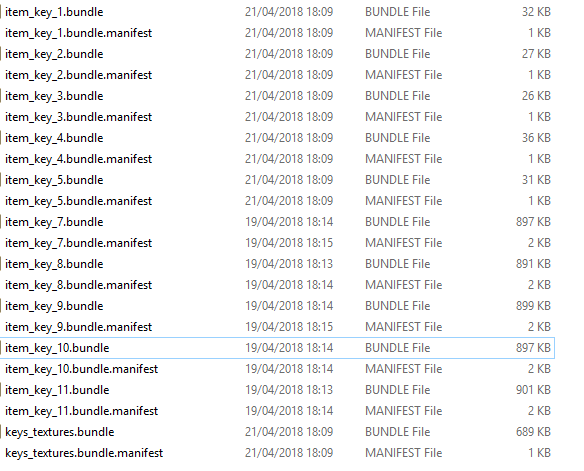 item_key_1.bundle 21/04/2018 18:09 BUNDLE File 32 KB
item_key_1.bundle.manifest 21/04/2018 18:09 MANIFEST File 1 KB
item_key_2.bundle 21/04/2018 18:09 BUNDLE File 27 KB
item_key_2.bundle.manifest 21/04/2018 18:09 MANIFEST File 1 KB
item_key_3.bundle 21/04/2018 18:09 BUNDLE File 26 KB
item_key_3.bundle.manifest 21/04/2018 18:09 MANIFEST File 1 KB
item_key_4.bundle 21/04/2018 18:09 BUNDLE File 36 KB
item_key_4.bundle.manifest 21/04/2018 18:09 MANIFEST File 1 KB
item_key_5.bundle 21/04/2018 18:09 BUNDLE File 31 KB
item_key_5.bundle.manifest 21/04/2018 18:09 MANIFEST File 1 KB
item_key_7.bundle 19/04/2018 18:14 BUNDLE File 897 KB
item_key_7.bundle.manifest 19/04/2018 18:15 MANIFEST File 2 KB
item_key_8.bundle 19/04/2018 18:13 BUNDLE File 891 KB
item_key_8.bundle.manifest 19/04/2018 18:14 MANIFEST File 2 KB
item_key_9.bundle 19/04/2018 18:14 BUNDLE File 899 KB
item_key_9.bundle.manifest 19/04/2018 18:15 MANIFEST File 2 KB
item_key_10.bundle 19/04/2018 18:14 BUNDLE File 897 KB
item_key_10.bundle.manifest 19/04/2018 18:14 MANIFEST File 2 KB
item_key_11.bundle 19/04/2018 18:13 BUNDLE File 901 KB
item_key_11.bundle.manifest 19/04/2018 18:14 MANIFEST File 2 KB
keys_textures.bundle 21/04/2018 18:09 BUNDLE File 689 KB
keys_textures.bundle.manifest 21/04/2018 18:09 MANIFEST File 1 KB